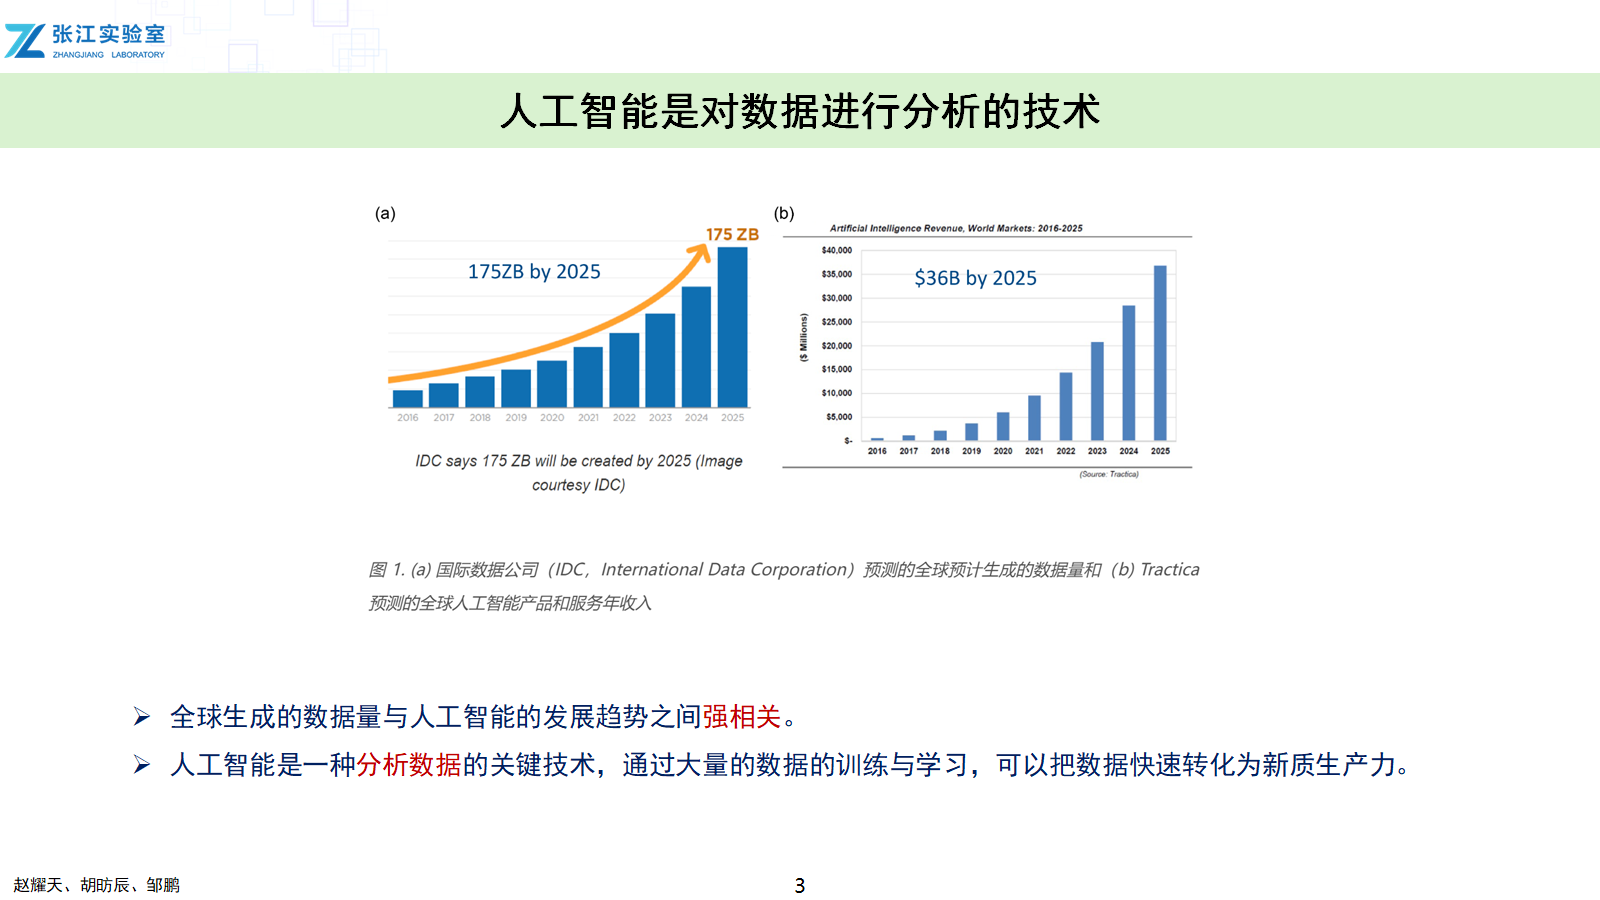 张江实验室
ZHANGJIANG LABORATORY
人工智能是对数据进行分析的技术
(a)
175 ZB
175ZB by 2025
2016 2017 2018 2019 2020 2021 2022 2023 2024 2025
IDC says 175 ZB will be created by 2025 (Image
courtesy IDC)
(b)
Artificial Intelligence Revenue, World Markets: 2016-2025
$36B by 2025
($ Millions)
$40,000
$35,000
$30,000
$25,000
$20,000
$15,000
$10,000
$5,000
$-
2016 2017 2018 2019 2020 2021 2022 2023 2024 2025
(Source: Tractica)
图 1. (a) 国际数据公司（IDC，International Data Corporation）预测的全球预计生成的数据量和（b) Tractica
预测的全球人工智能产品和服务年收入
➢ 全球生成的数据量与人工智能的发展趋势之间强相关。
➢ 人工智能是一种分析数据的关键技术，通过大量的数据的训练与学习，可以把数据快速转化为新质生产力。
赵耀天、胡昉辰、邹鹏
3